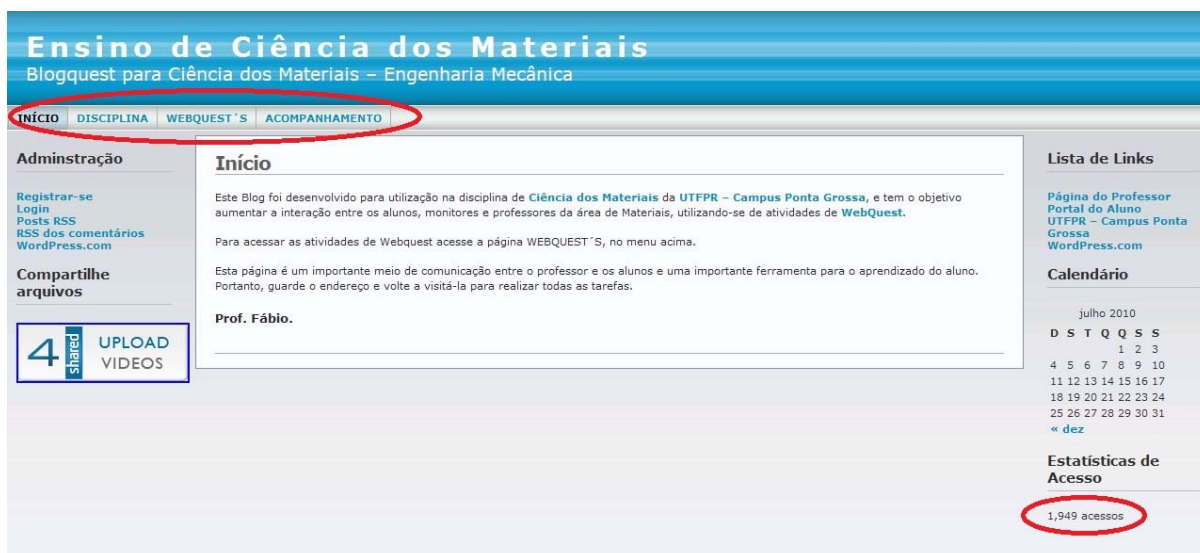 Ensino de Ciência dos Materiais
Blogquest para Ciência dos Materiais – Engenharia Mecânica
INÍCIO DISCIPLINA WEBQUEST´S ACOMPANHAMENTO
Adminstração
Registrar-se
Login
Posts RSS
RSS dos comentários
WordPress.com
Compartilhe
arquivos
4 shared UPLOAD
VIDEOS
Início
Este Blog foi desenvolvido para utilização na disciplina de Ciência dos Materiais da UTFPR – Campus Ponta Grossa, e tem o objetivo
aumentar a interação entre os alunos, monitores e professores da área de Materiais, utilizando-se de atividades de WebQuest.
Para acessar as atividades de Webquest acesse a página WEBQUEST´S, no menu acima.
Esta página é um importante meio de comunicação entre o professor e os alunos e uma importante ferramenta para o aprendizado do aluno.
Portanto, guarde o endereço e volte a visitá-la para realizar todas as tarefas.
Prof. Fábio.
Lista de Links
Página do Professor
Portal do Aluno
UTFPR – Campus Ponta
Grossa
WordPress.com
Calendário
julho 2010
D S T Q Q S S
1 2 3
4 5 6 7 8 9 10
11 12 13 14 15 16 17
18 19 20 21 22 23 24
25 26 27 28 29 30 31
« dez
Estatísticas de
Acesso
1,949 acessos